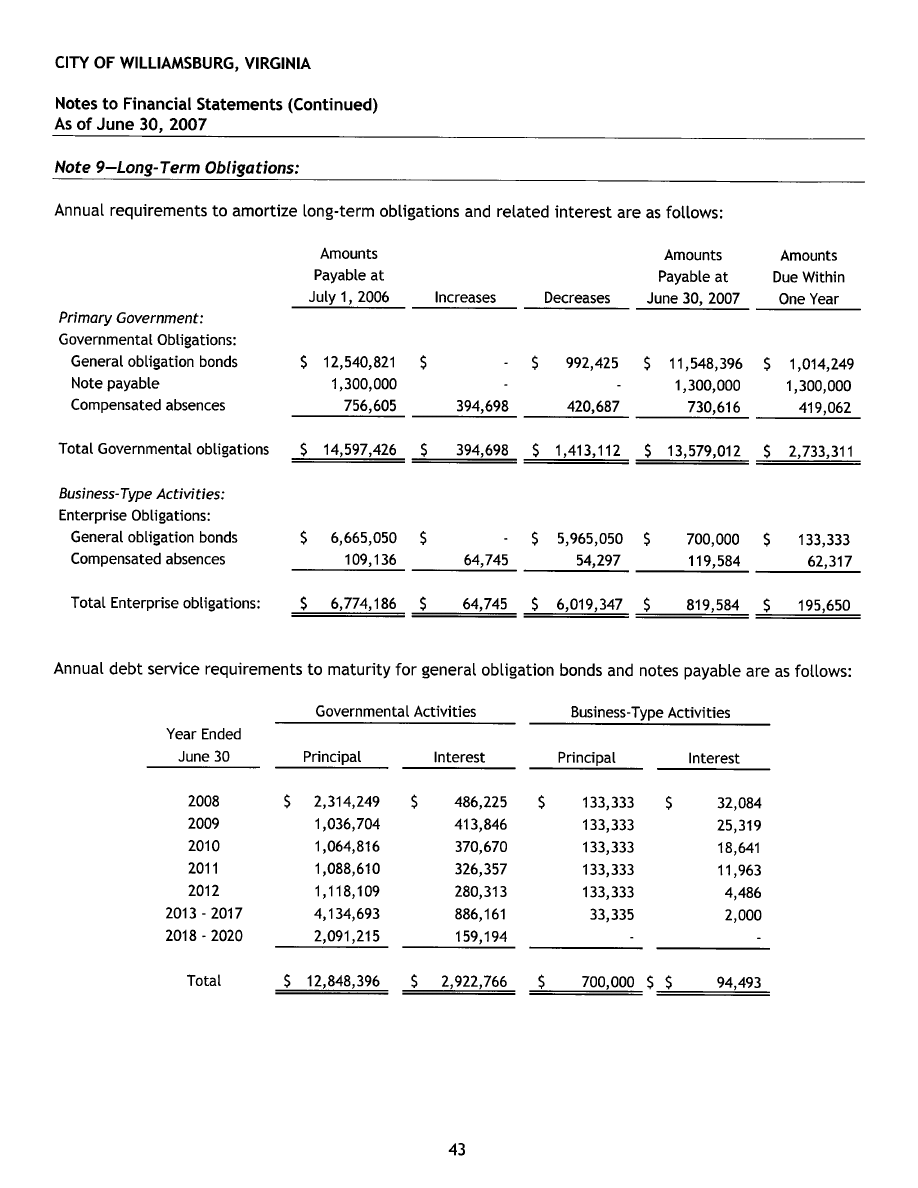 CITY OF WILLIAMSBURG, VIRGINIA
Notes to Financial Statements (Continued)
As of June 30, 2007
Note 9—Long-Term Obligations:
Annual requirements to amortize long-term obligations and related interest are as follows:
Amounts Amounts Amounts
Payable at Payable at Due Within
July 1, 2006 Increases Decreases June 30, 2007 One Year
Primary Government:
Governmental Obligations:
General obligation bonds $ 12,540,821 $ - $ 992,425 $ 11,548,396 $ 1,014,249
Note payable 1,300,000 - - 1,300,000 1,300,000
Compensated absences 756,605 394,698 420,687 730,616 419,062
Total Governmental obligations $ 14,597,426 $ 394,698 $ 1,413,112 $ 13,579,012 $ 2,733,311
Business-Type Activities:
Enterprise Obligations:
General obligation bonds $ 6,665,050 $ - $ 5,965,050 $ 700,000 $ 133,333
Compensated absences 109,136 64,745 54,297 119,584 62,317
Total Enterprise obligations: $ 6,774,186 $ 64,745 $ 6,019,347 $ 819,584 $ 195,650
Annual debt service requirements to maturity for general obligation bonds and notes payable are as follows:
Governmental Activities Business-Type Activities
Year Ended
June 30 Principal Interest Principal Interest
2008 $ 2,314,249 $ 486,225 $ 133,333 $ 32,084
2009 1,036,704 413,846 133,333 25,319
2010 1,064,816 370,670 133,333 18,641
2011 1,088,610 326,357 133,333 11,963
2012 1,118,109 280,313 133,333 4,486
2013 - 2017 4,134,693 886,161 33,335 2,000
2018 - 2020 2,091,215 159,194 - -
Total $ 12,848,396 $ 2,922,766 $ 700,000 $ $ 94,493
43